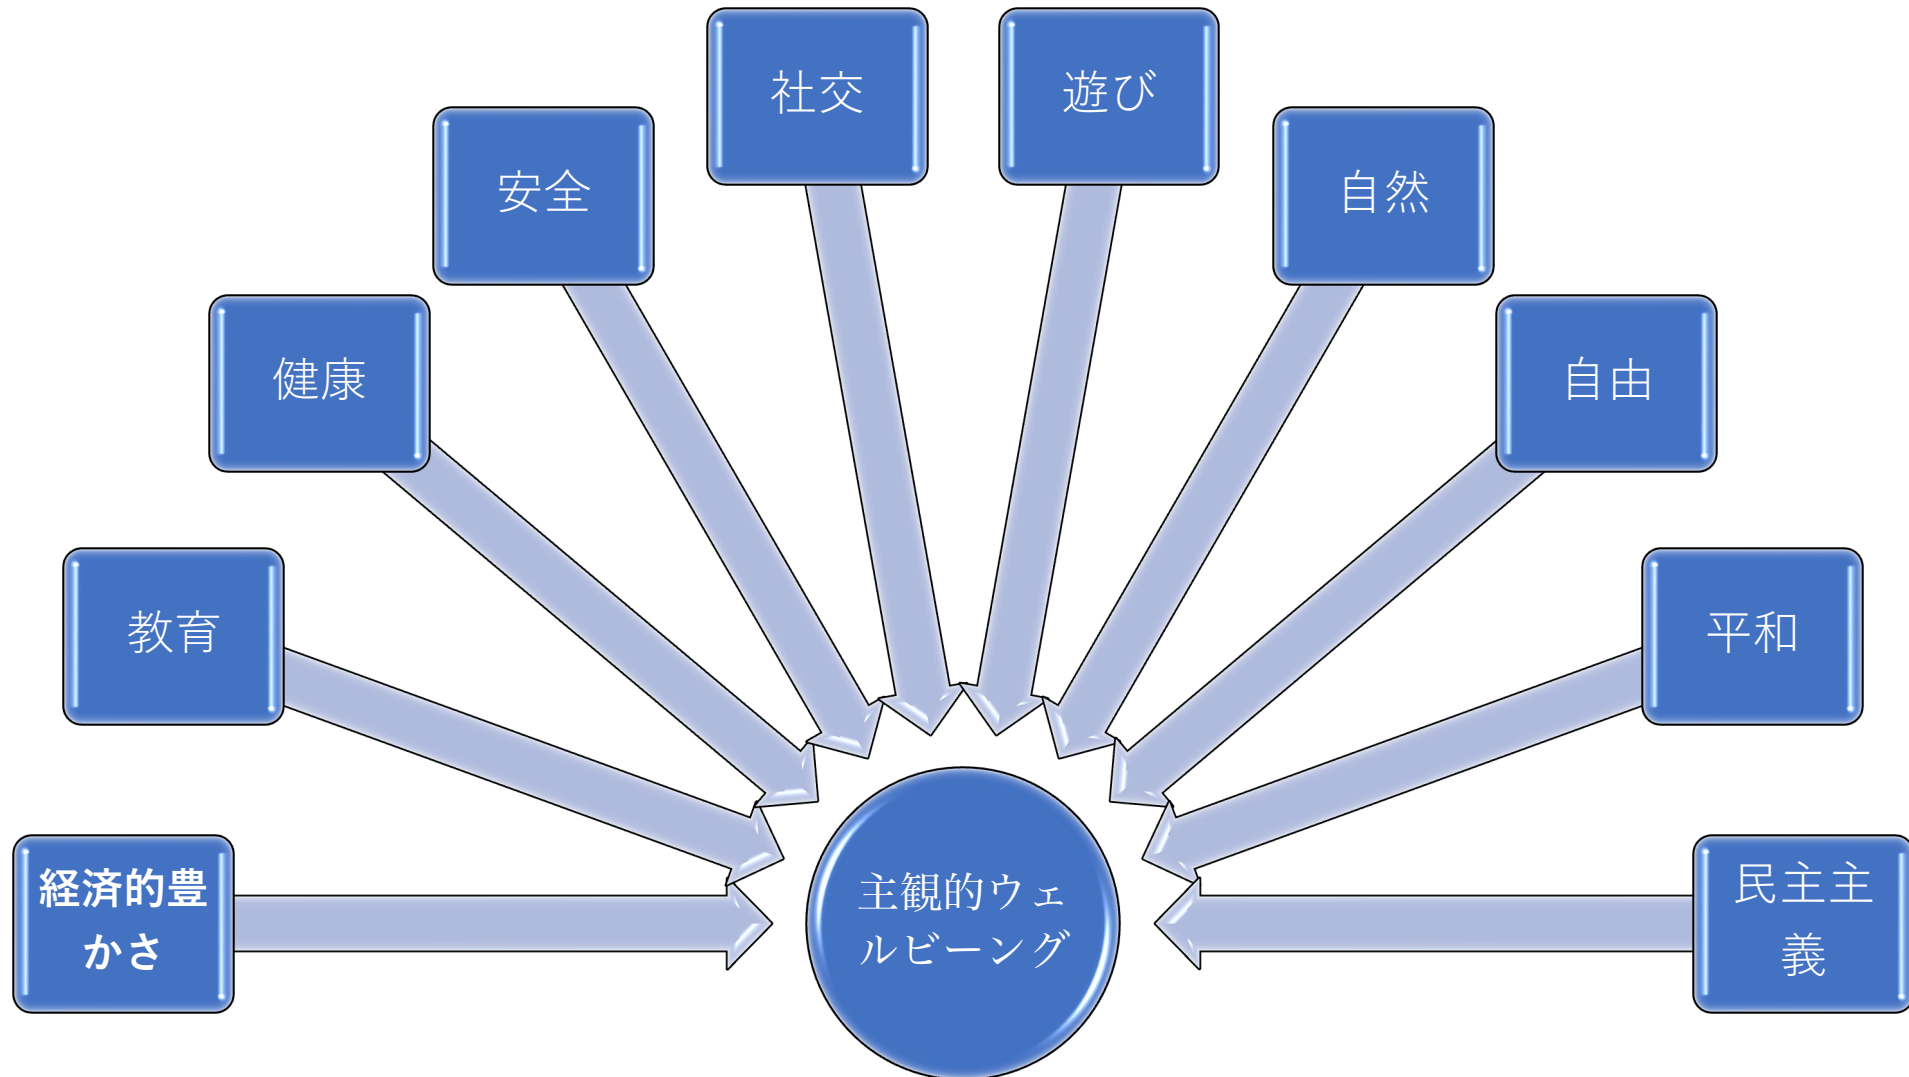 社交
遊び
安全
自然
健康
自由
教育
平和
経済的豊
かさ
主観的ウェ
ルビーング
民主主
義